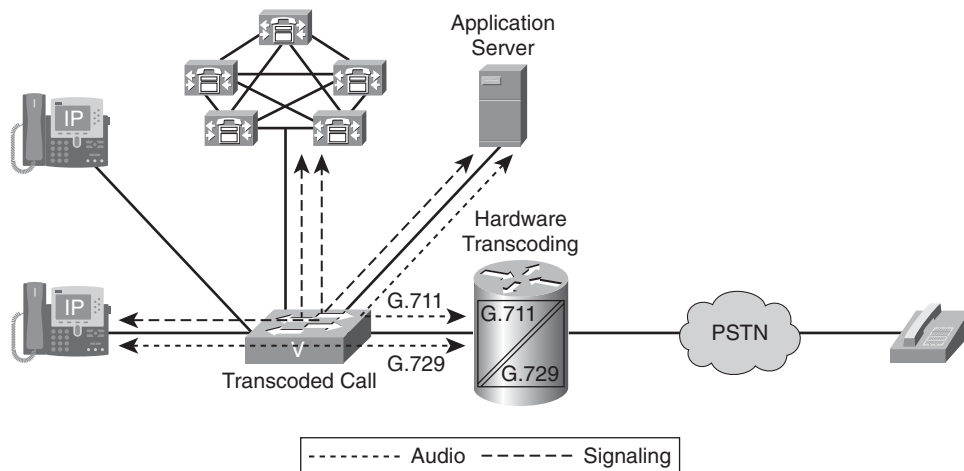 Application
Server
IP
Hardware
Transcoding
IP
G.711
G.711
V
G.729
G.729
PSTN
Transcoded Call
Audio
Signaling